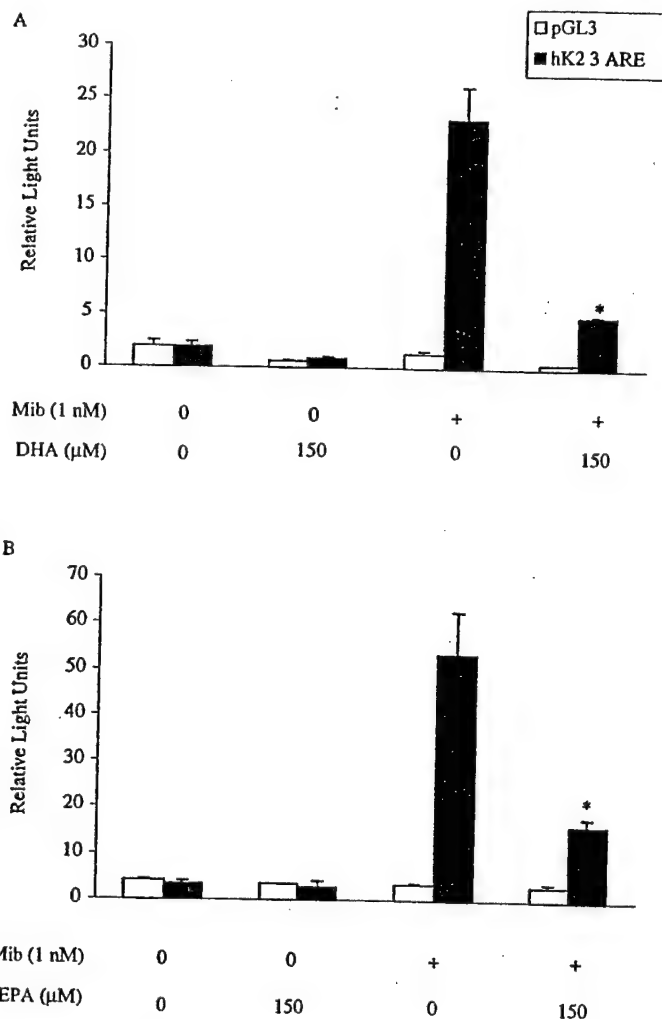 A
pGL3
hK2 3 ARE
30
25
20
15
10
5
0
Relative Light Units
*
Mib (1 nM) 0 0 + +
DHA (µM) 0 150 0 150
B
70
60
50
40
30
20
10
0
Relative Light Units
*
Mib (1 nM) 0 0 + +
EPA (µM) 0 150 0 150